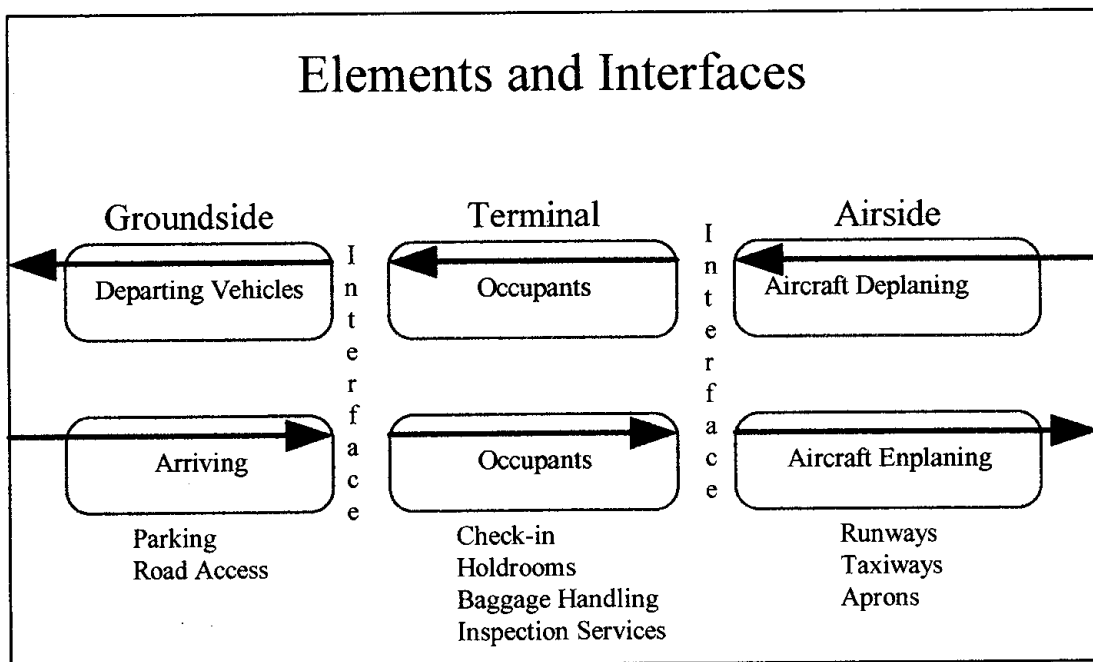 Elements and Interfaces
Groundside
Terminal
Airside
Departing Vehicles
Interface
Occupants
Interface
Aircraft Deplaning
Arriving
Occupants
Aircraft Enplaning
Parking
Road Access
Check-in
Holdrooms
Baggage Handling
Inspection Services
Runways
Taxiways
Aprons